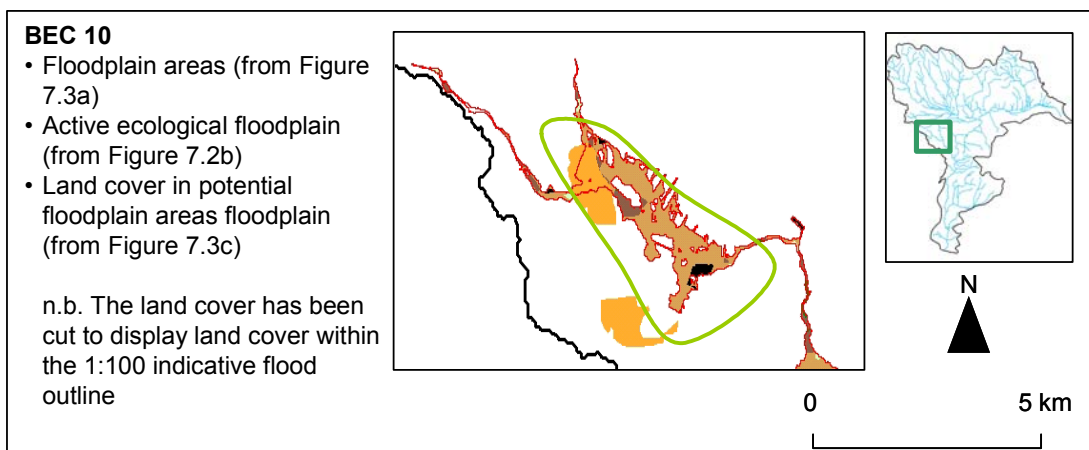 BEC 10
• Floodplain areas (from Figure
7.3a)
• Active ecological floodplain
(from Figure 7.2b)
• Land cover in potential
floodplain areas floodplain
(from Figure 7.3c)
n.b. The land cover has been
cut to display land cover within
the 1:100 indicative flood
outline
N
0 5 km